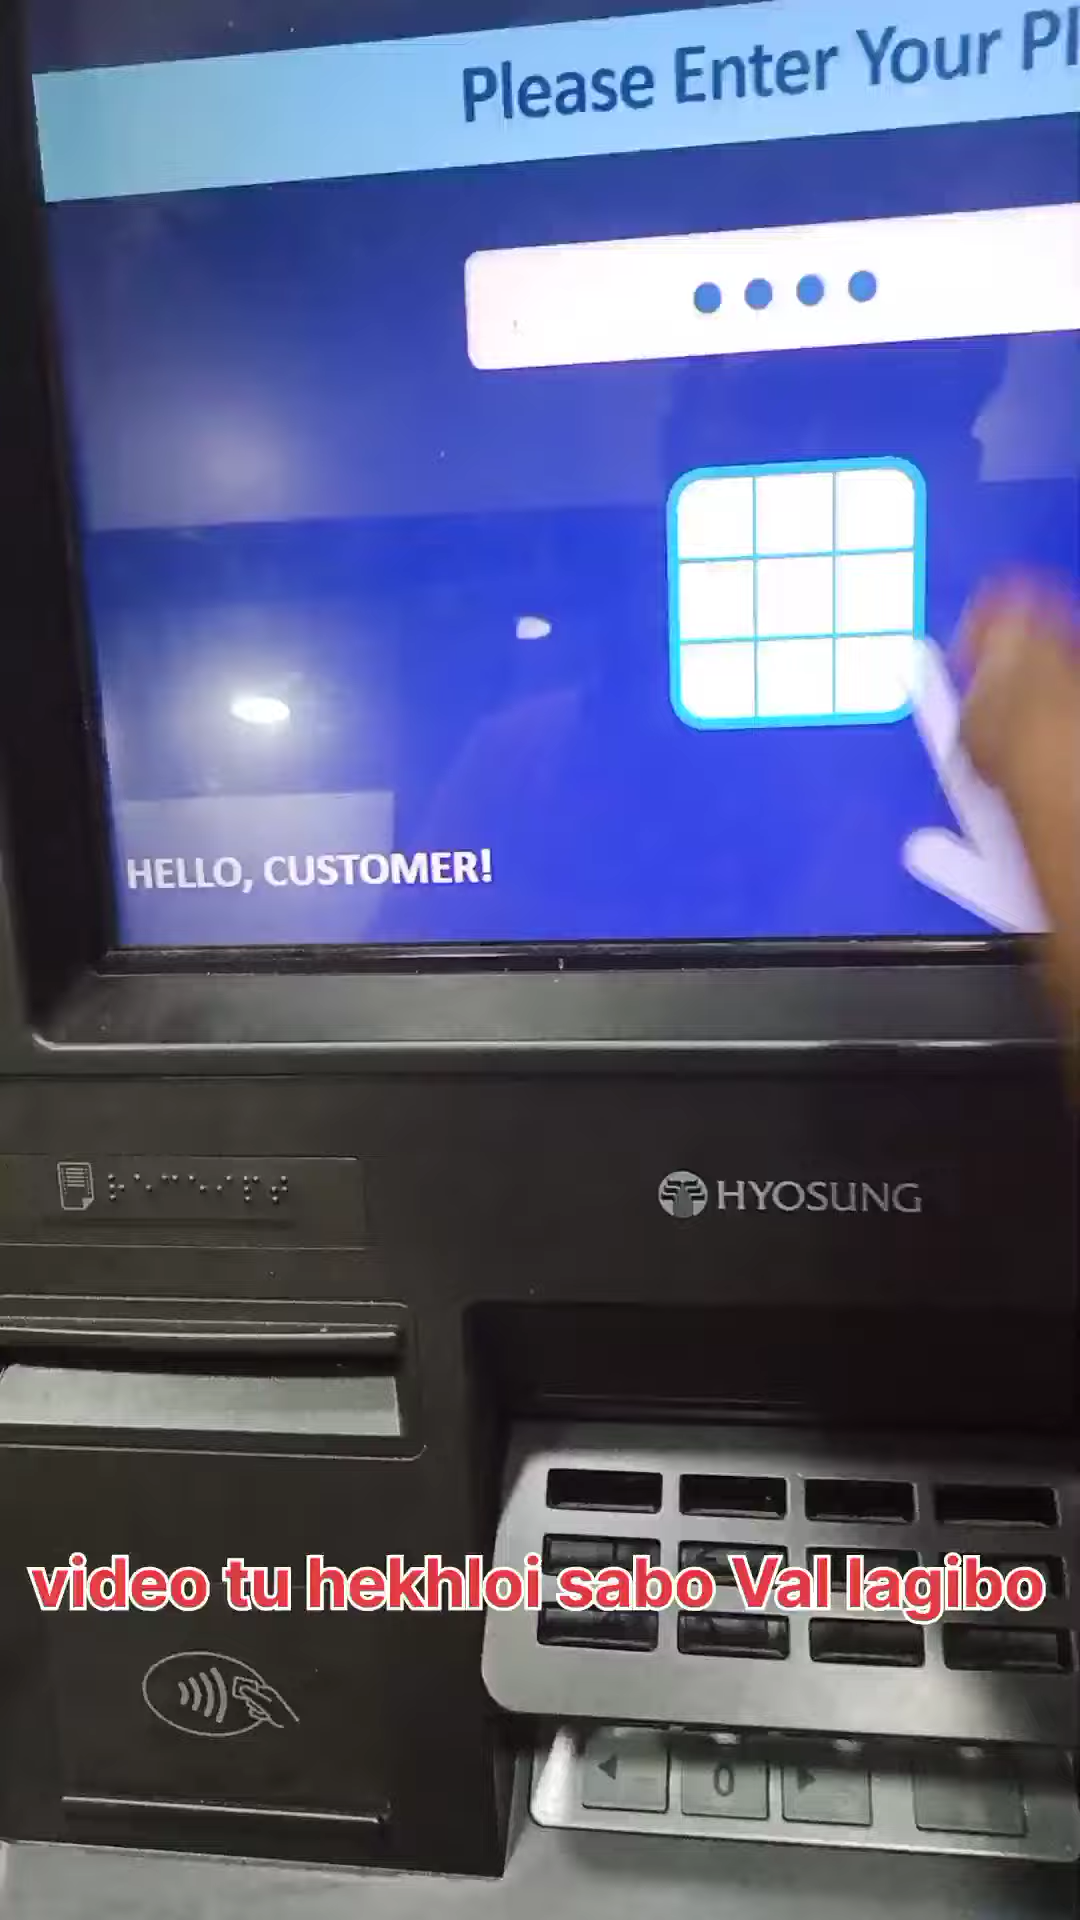 Please Enter Your PI
HELLO, CUSTOMER!
HYOSUNG
video tu hekhloi sabo Val lagibo
0